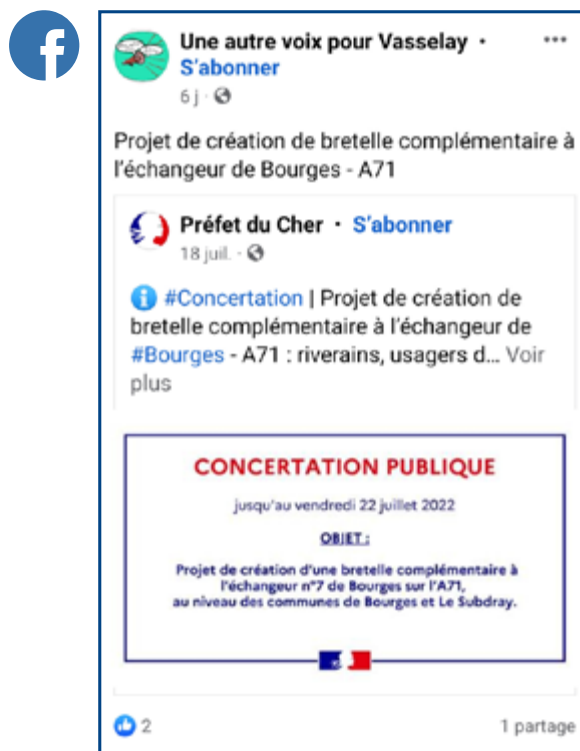 Une autre voix pour Vasselay · ...
S'abonner
6 j ·
Projet de création de bretelle complémentaire à
l'échangeur de Bourges - A71
Préfet du Cher · S'abonner
18 juil. ·
#Concertation | Projet de création de
bretelle complémentaire à l'échangeur de
#Bourges - A71 : riverains, usagers d... Voir
plus
CONCERTATION PUBLIQUE
jusqu'au vendredi 22 juillet 2022
OBJET :
Projet de création d'une bretelle complémentaire à
l'échangeur n°7 de Bourges sur l'A71,
au niveau des communes de Bourges et Le Subdray.
2
1 partage